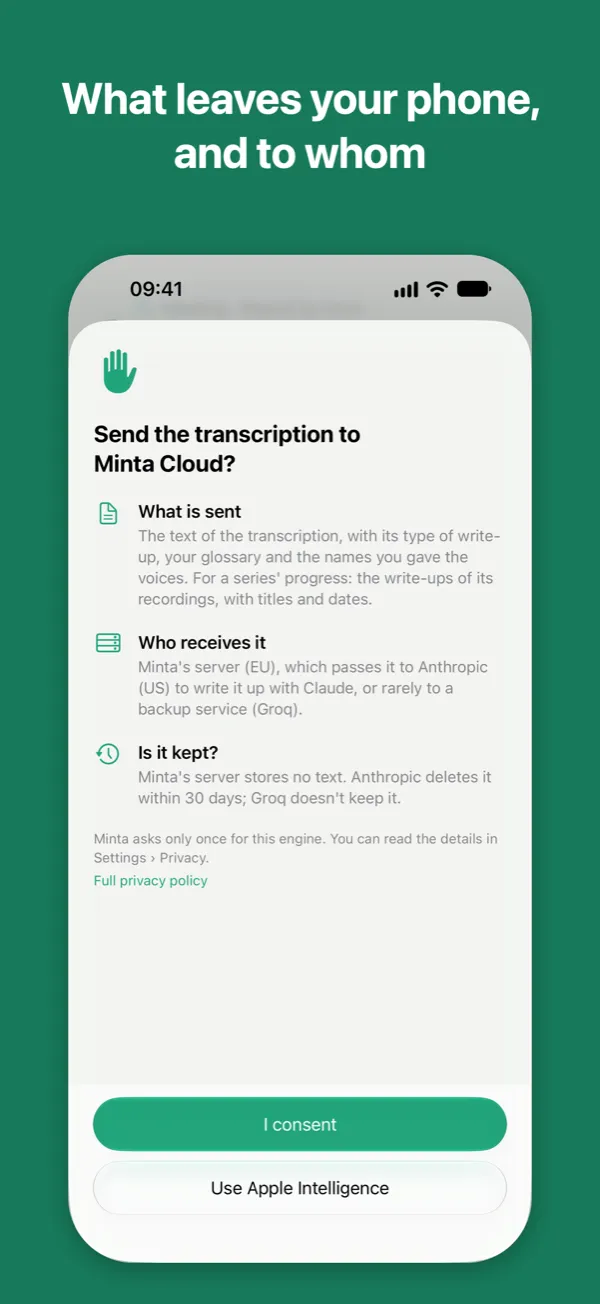 What leaves your phone,
and to whom
09:41
Send the transcription to
Minta Cloud?
What is sent
The text of the transcription, with its type of write-
up, your glossary and the names you gave the
voices. For a series' progress: the write-ups of its
recordings, with titles and dates.
Who receives it
Minta's server (EU), which passes it to Anthropic
(US) to write it up with Claude, or rarely to a
backup service (Groq).
Is it kept?
Minta's server stores no text. Anthropic deletes it
within 30 days; Groq doesn't keep it.
Minta asks only once for this engine. You can read the details in
Settings › Privacy.
Full privacy policy
I consent
Use Apple Intelligence